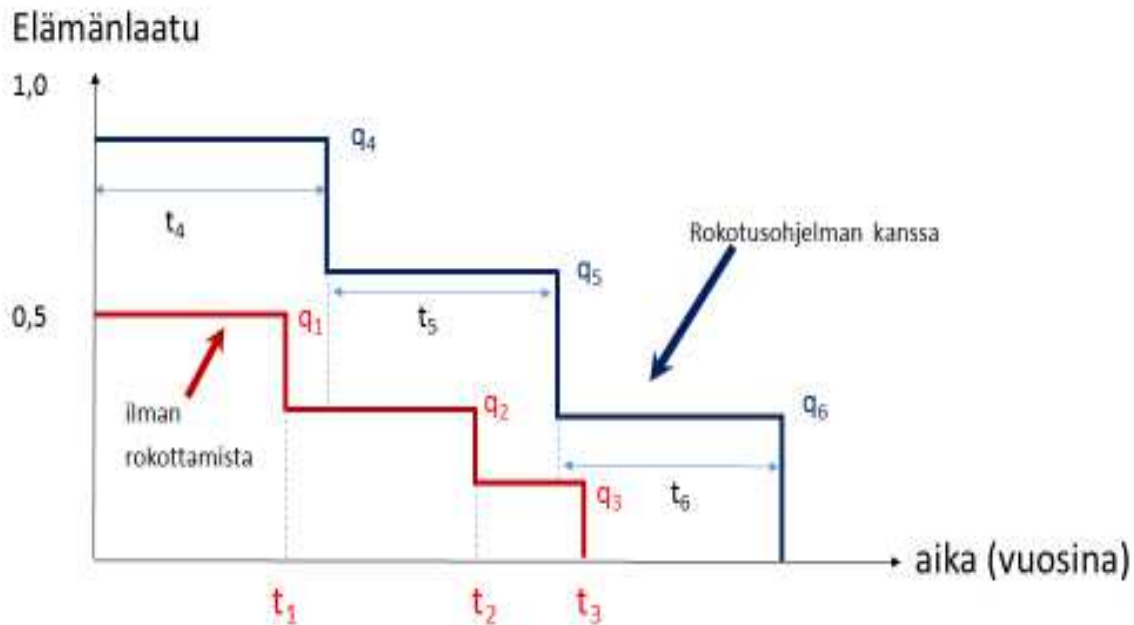 Elämänlaatu
1,0
q₄
t₄
Rokotusohjelman kanssa
q₅
0,5
t₅
q₁
ilman
rokottamista
q₂
q₆
q₃
t₆
aika (vuosina)
t₁
t₂
t₃